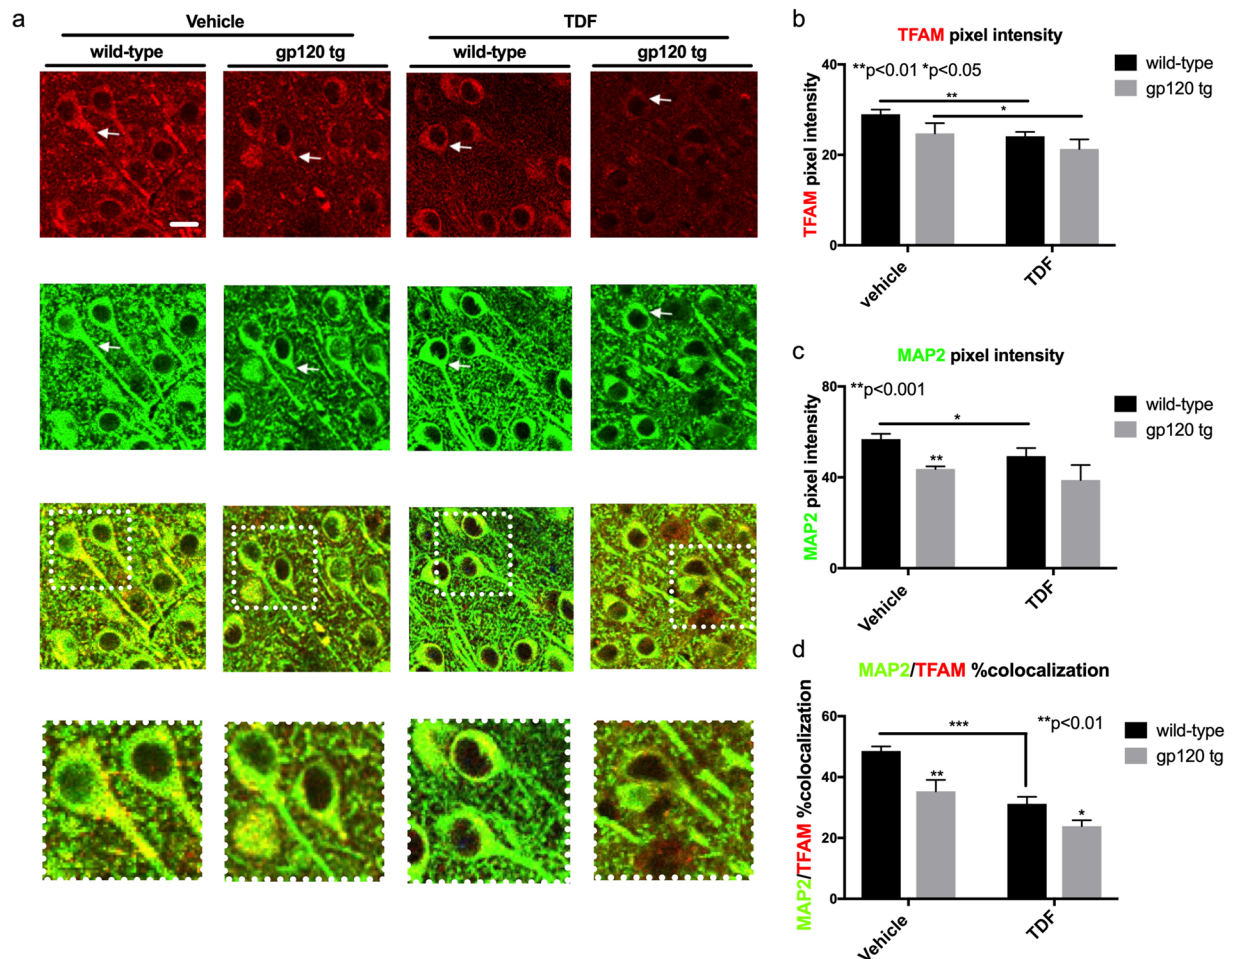 a
Vehicle
TDF
wild-type
gp120 tg
wild-type
gp120 tg
b
TFAM pixel intensity
**p<0.01 *p<0.05
wild-type
gp120 tg
TFAM pixel intensity
40
20
0
**
*
vehicle
TDF
c
MAP2 pixel intensity
**p<0.001
wild-type
gp120 tg
MAP2 pixel intensity
80
40
0
*
**
Vehicle
TDF
d
MAP2/TFAM %colocalization
**p<0.01
wild-type
gp120 tg
MAP2/TFAM %colocalization
60
40
20
0
***
**
*
Vehicle
TDF